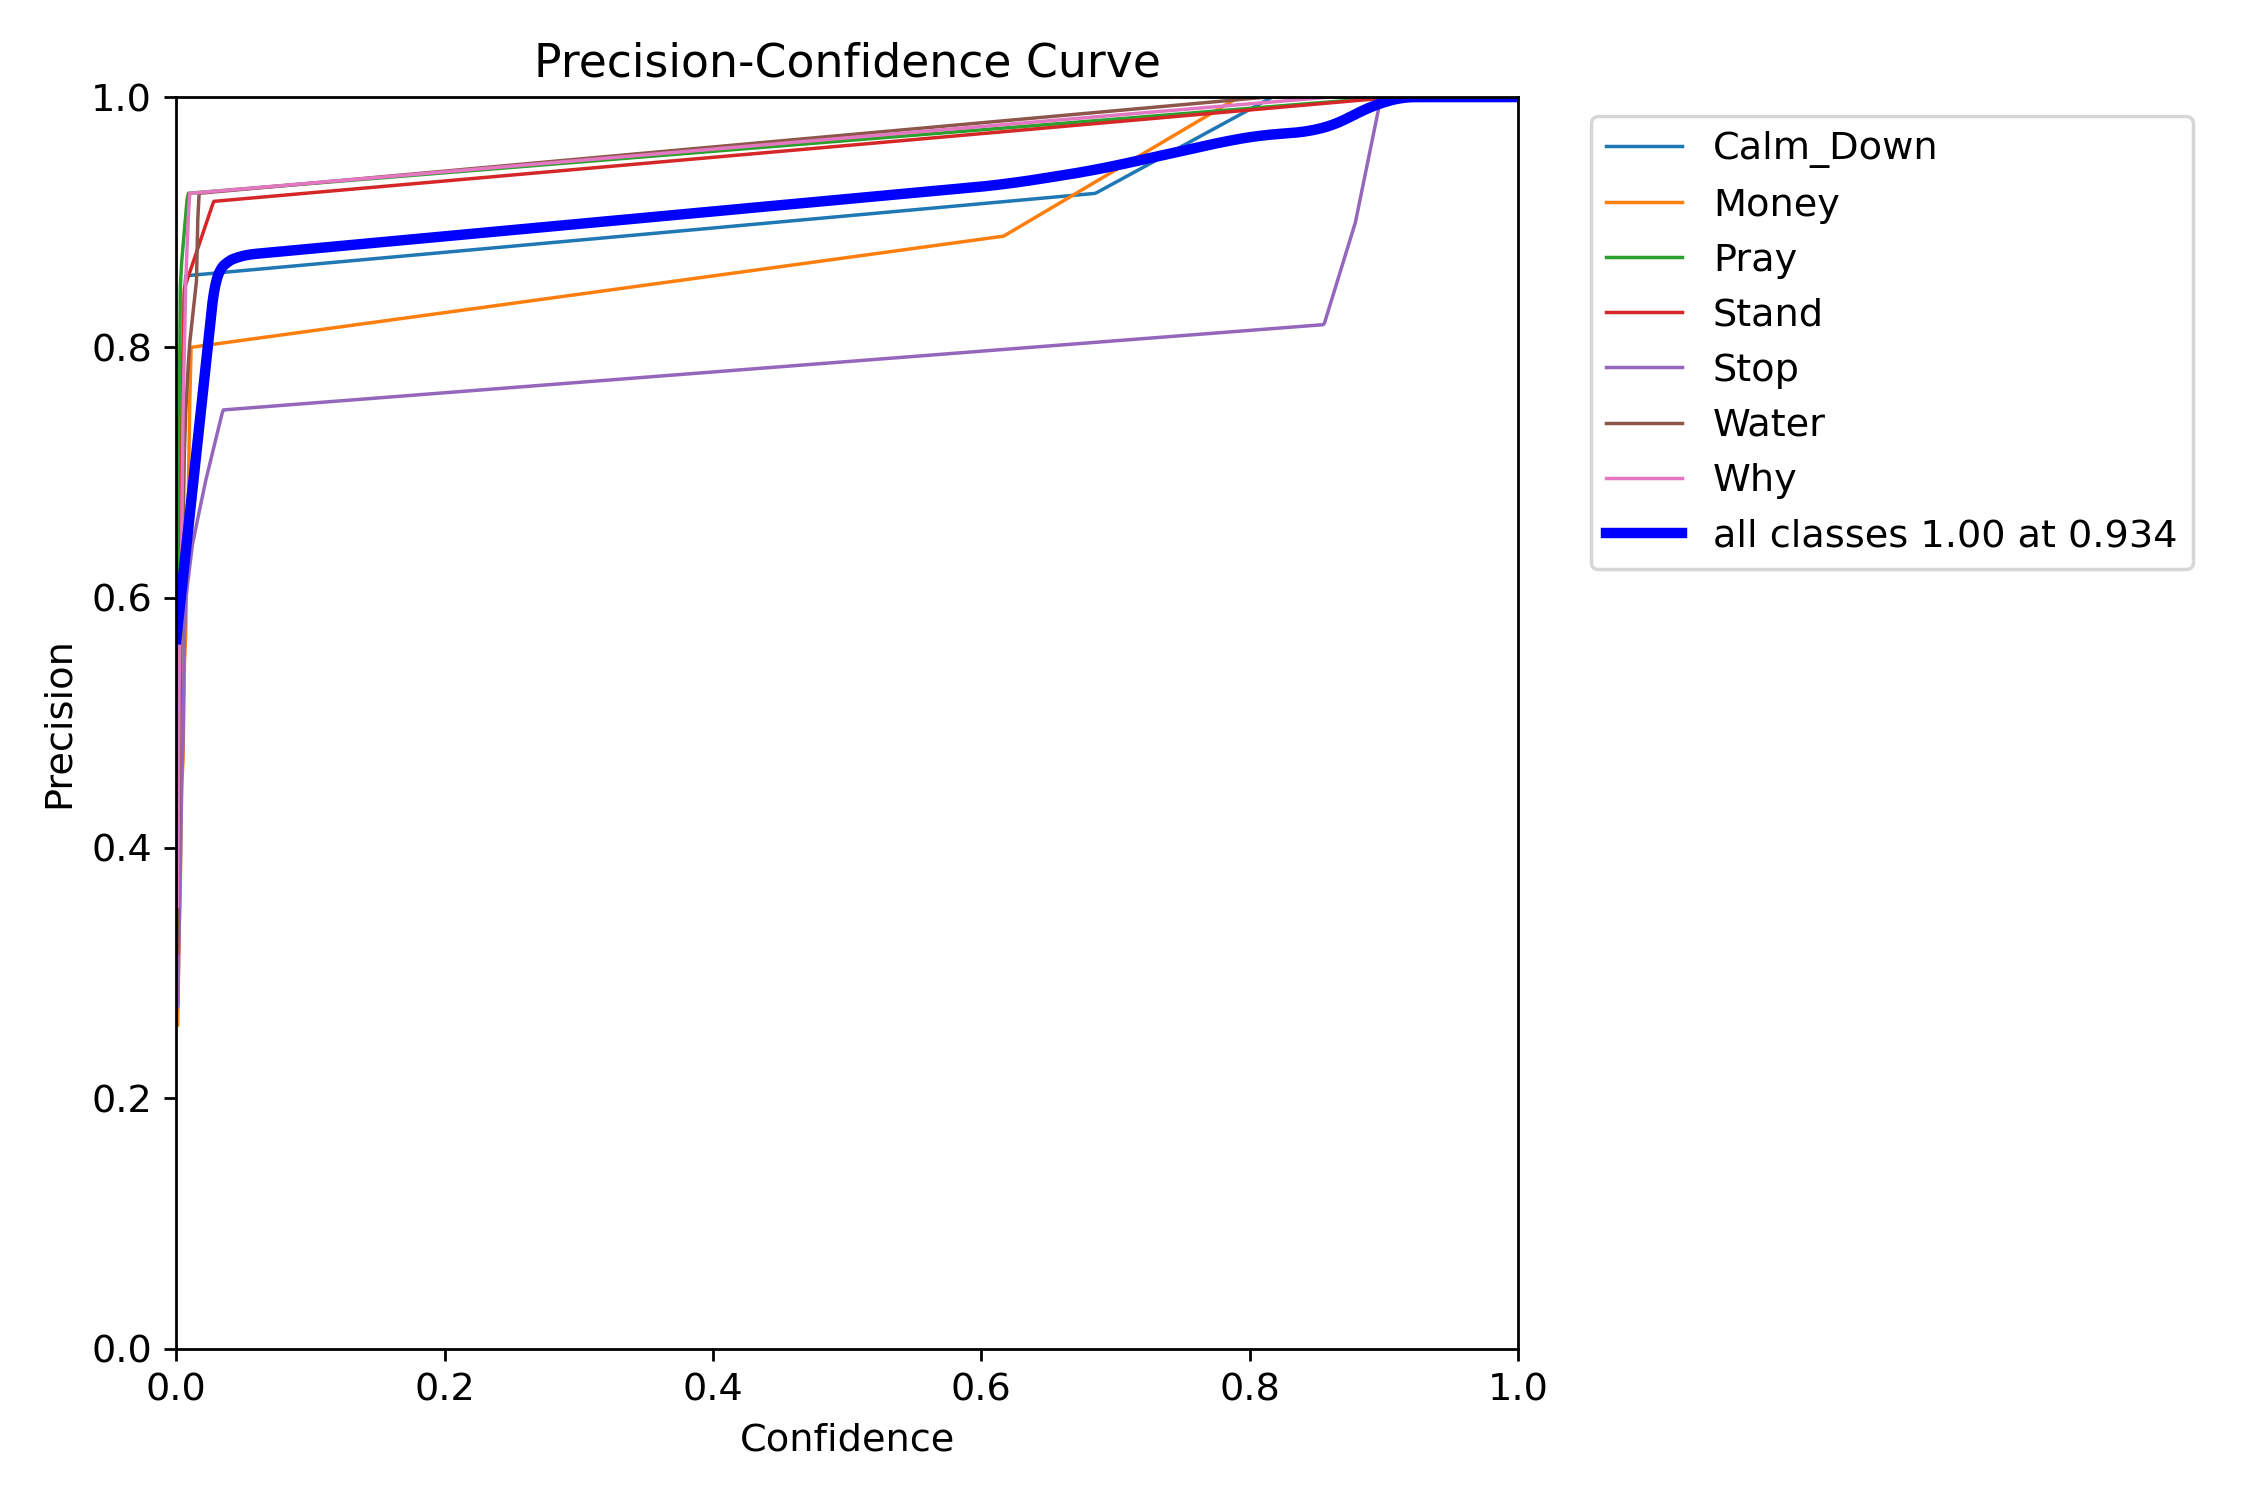 Precision-Confidence Curve
1.0
0.8
0.6
0.4
0.2
0.0
Precision
0.0 0.2 0.4 0.6 0.8 1.0
Confidence
Calm_Down
Money
Pray
Stand
Stop
Water
Why
all classes 1.00 at 0.934